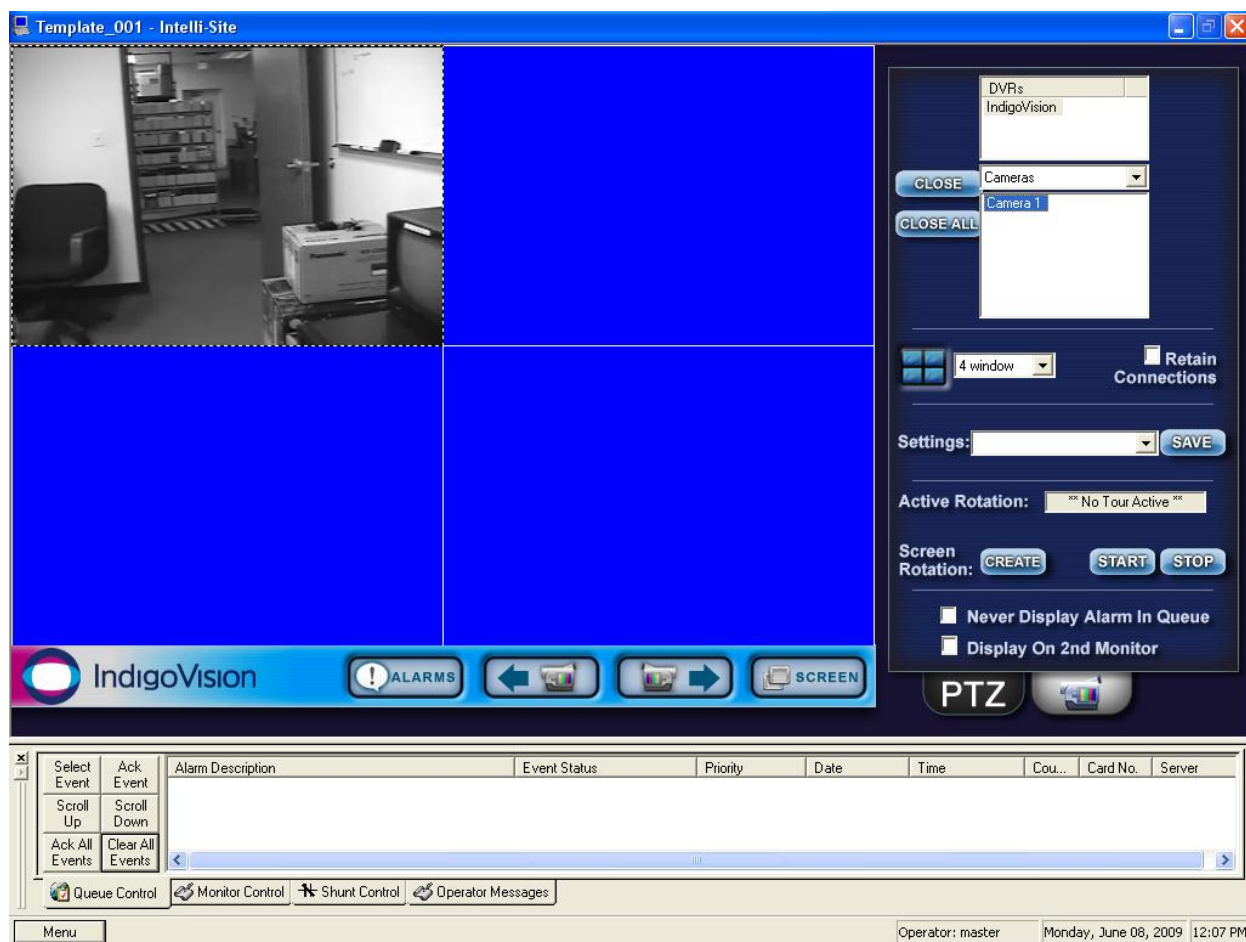 Template_001 - Intelli-Site
DVRs
IndigoVision
CLOSE
Cameras
CLOSE ALL
Camera 1
Panasonic
4 window
Retain
Connections
Settings:
SAVE
Active Rotation:
** No Tour Active **
Screen
Rotation:
CREATE
START
STOP
Never Display Alarm In Queue
Display On 2nd Monitor
IndigoVision
! ALARMS
SCREEN
PTZ
Select
Event
Ack
Event
Alarm Description
Event Status
Priority
Date
Time
Cou...
Card No.
Server
Scroll
Up
Scroll
Down
Ack All
Events
Clear All
Events
Queue Control
Monitor Control
Shunt Control
Operator Messages
Menu
Operator: master
Monday, June 08, 2009
12:07 PM